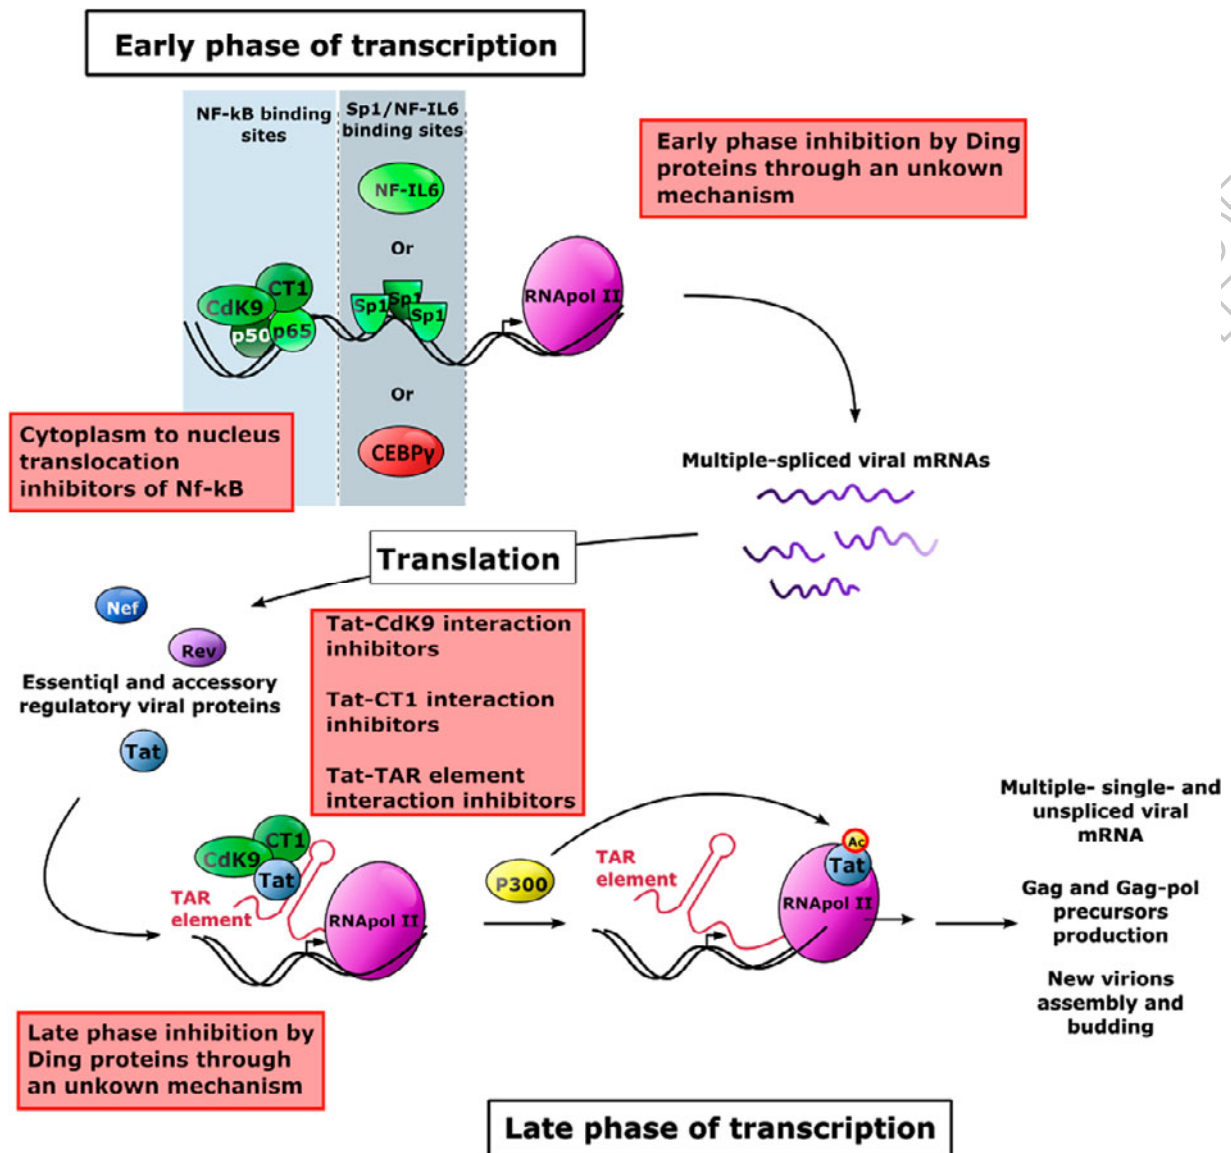 Early phase of transcription
NF-kB binding
sites
Sp1/NF-IL6
binding sites
NF-IL6
Or
CT1
CdK9
p50
p65
Sp1
Sp1
Sp1
RNApol II
Or
CEBPγ
Early phase inhibition by Ding
proteins through an unkown
mechanism
Cytoplasm to nucleus
translocation
inhibitors of Nf-kB
Multiple-spliced viral mRNAs
Translation
Nef
Rev
Essentiql and accessory
regulatory viral proteins
Tat
Tat-CdK9 interaction
inhibitors
Tat-CT1 interaction
inhibitors
Tat-TAR element
interaction inhibitors
CT1
CdK9
Tat
TAR
element
RNApol II
P300
TAR
element
Ac
Tat
RNApol II
Multiple- single- and
unspliced viral
mRNA
Gag and Gag-pol
precursors
production
New virions
assembly and
budding
Late phase inhibition by
Ding proteins through
an unkown mechanism
Late phase of transcription